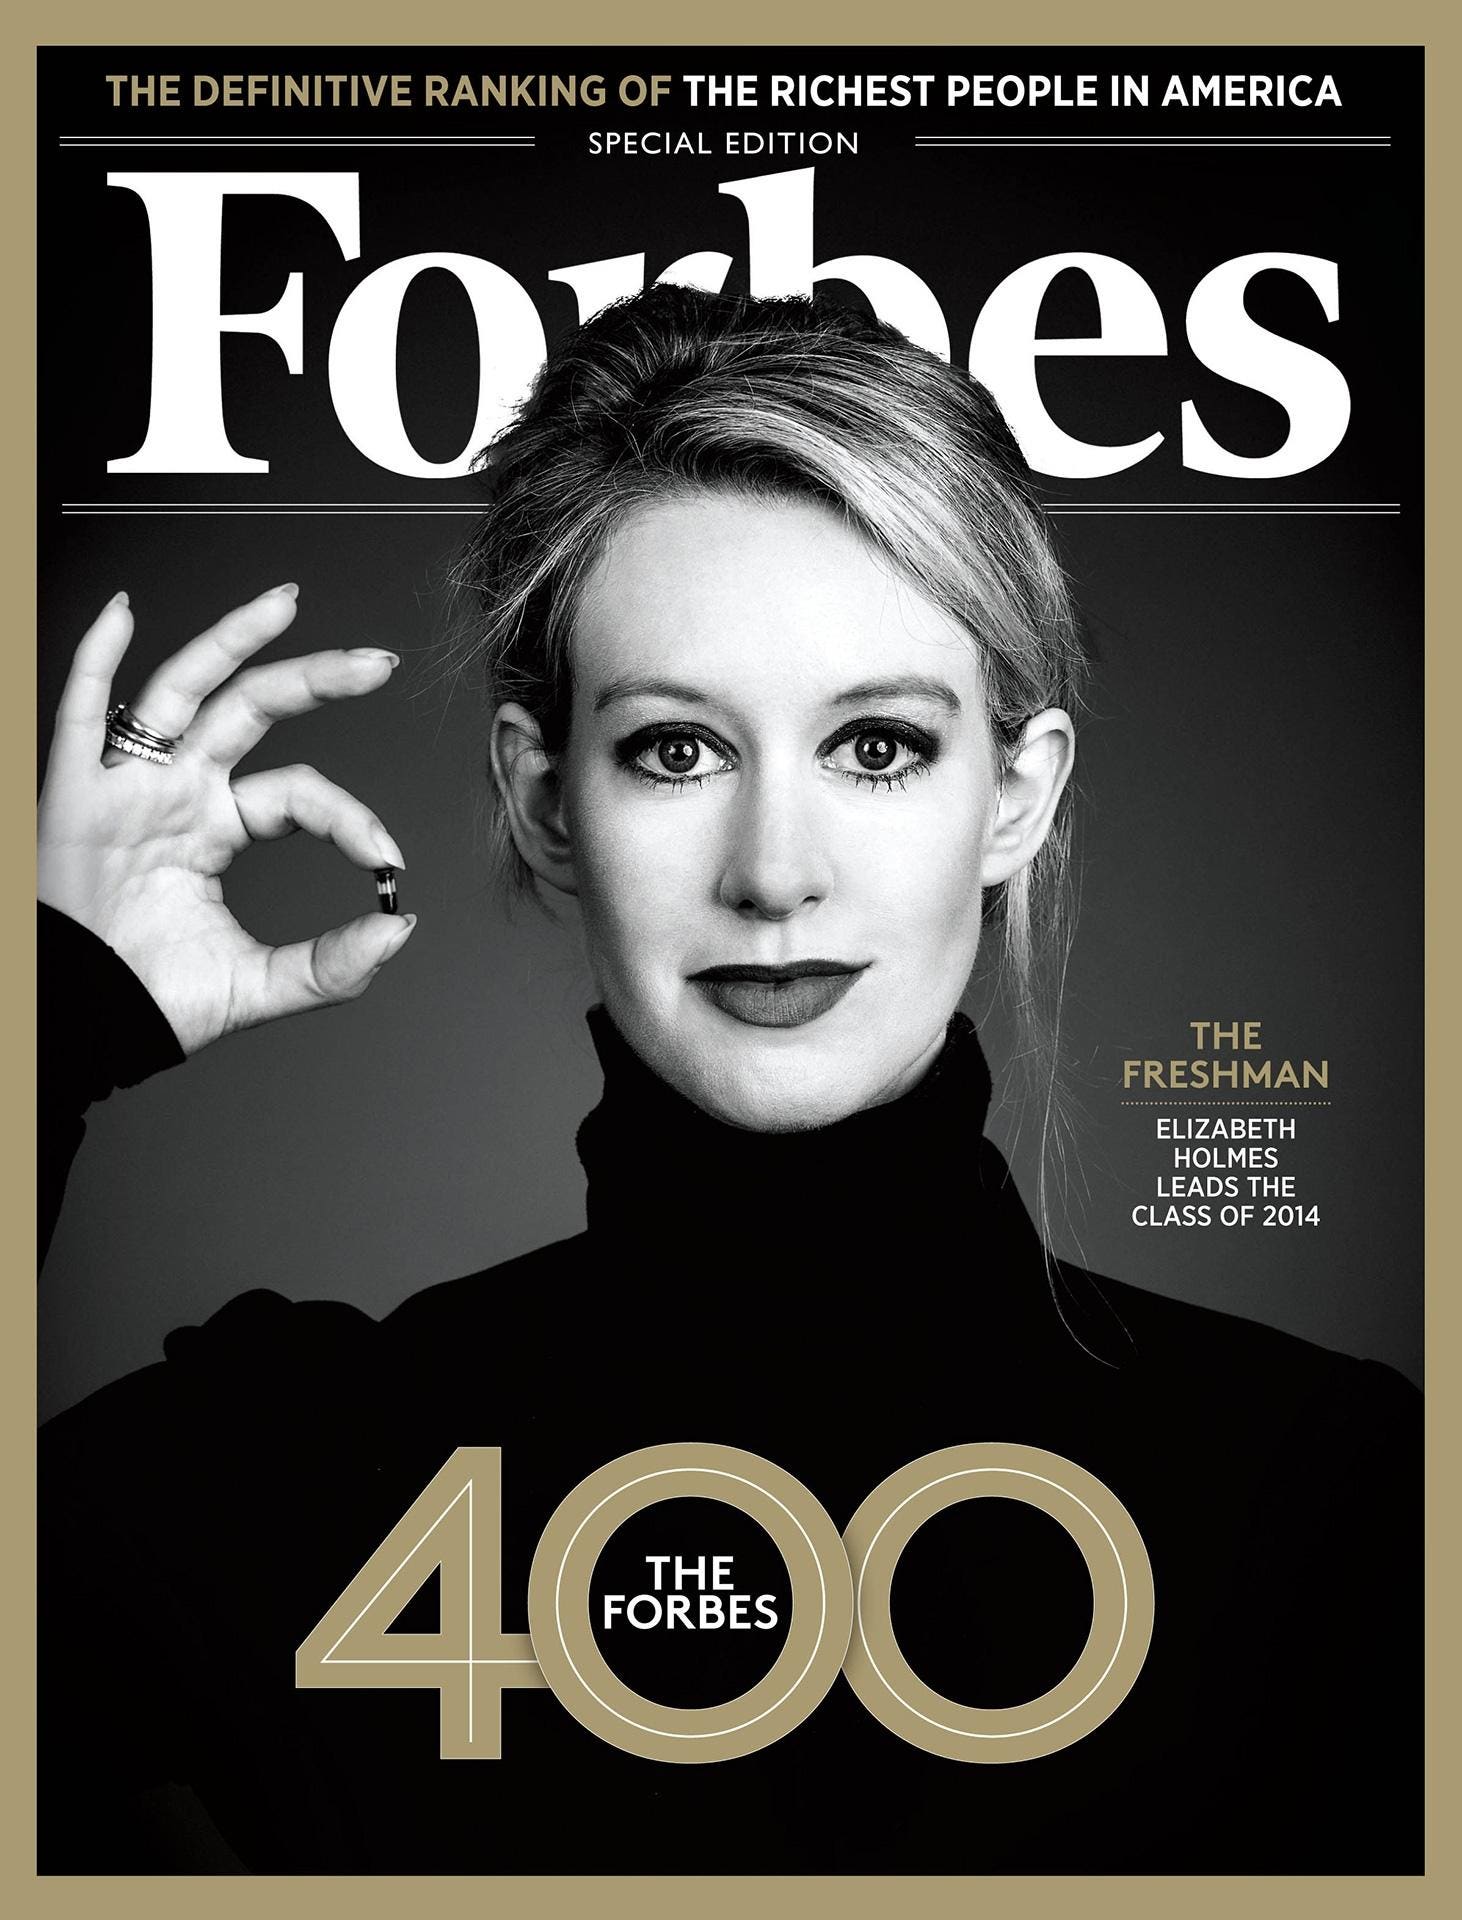 THE DEFINITIVE RANKING OF THE RICHEST PEOPLE IN AMERICA
SPECIAL EDITION
Forbes
THE
FRESHMAN
ELIZABETH
HOLMES
LEADS THE
CLASS OF 2014
400
THE
FORBES